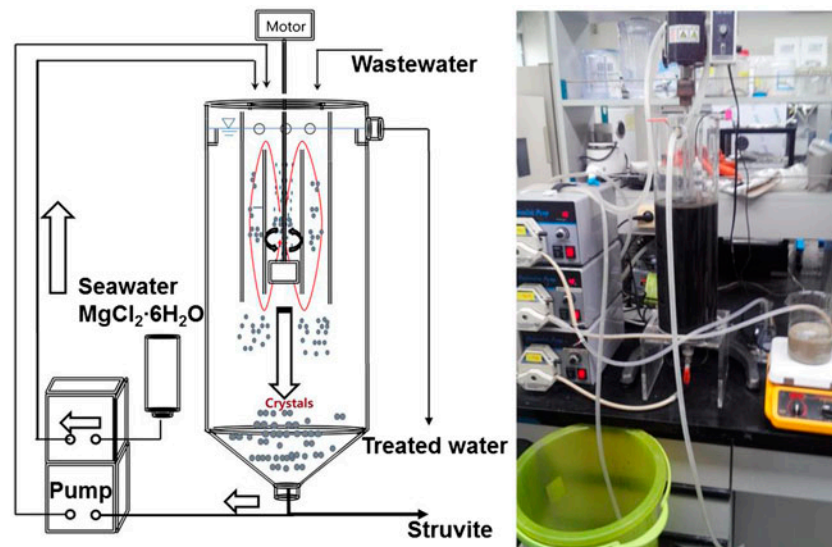 Motor
Wastewater
Seawater
MgCl₂·6H₂O
Crystals
Treated water
Pump
Struvite